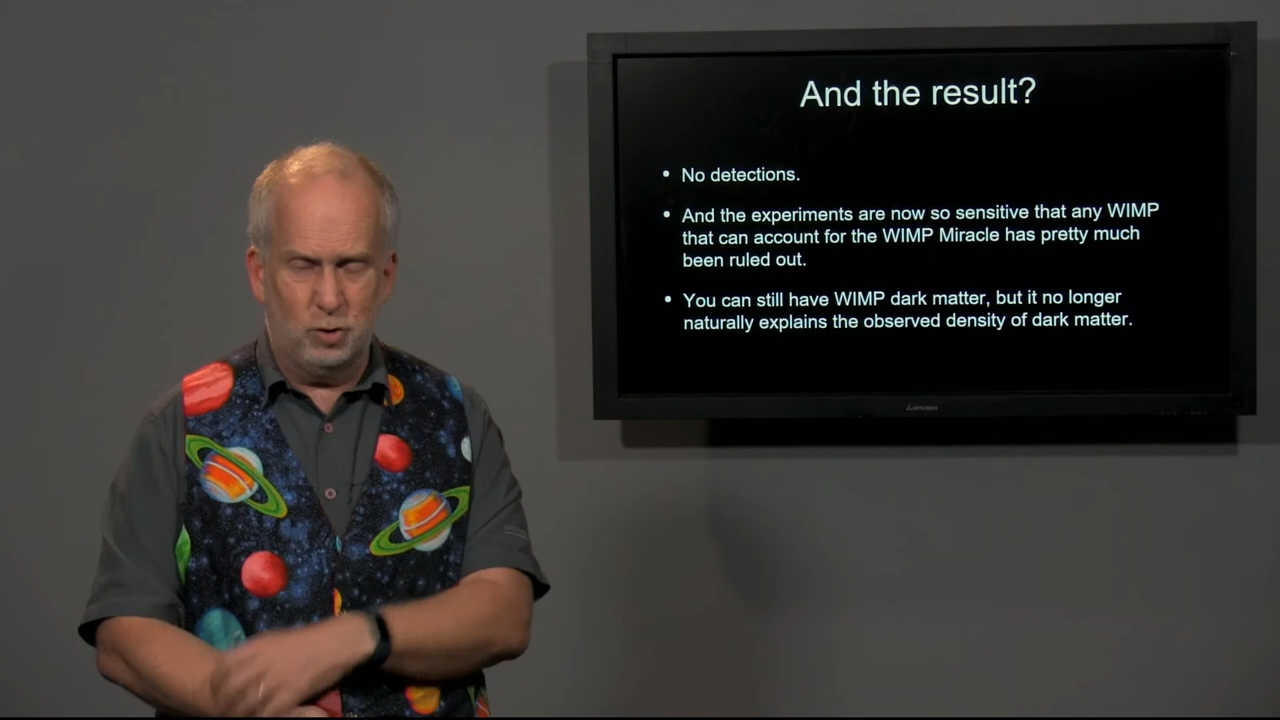 And the result?
• No detections.
• And the experiments are now so sensitive that any WIMP
that can account for the WIMP Miracle has pretty much
been ruled out.
• You can still have WIMP dark matter, but it no longer
naturally explains the observed density of dark matter.
MITSUBISHI